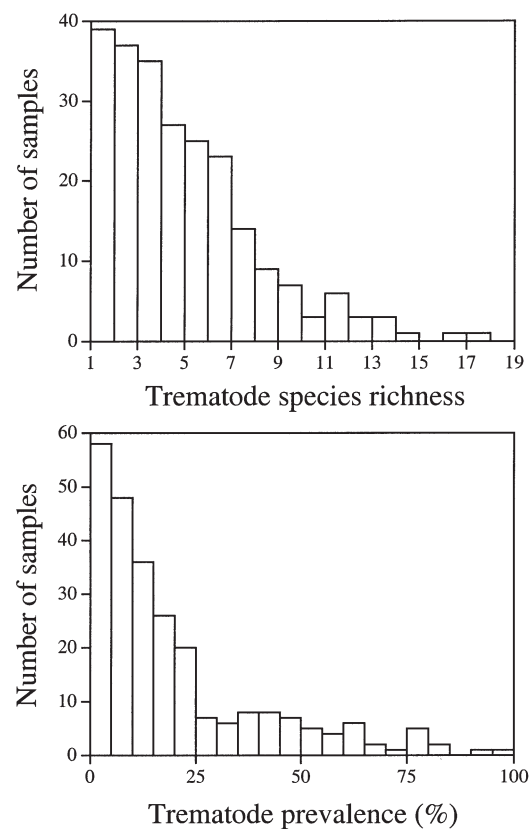 40
30
20
10
0
Number of samples
1 3 5 7 9 11 13 15 17 19
Trematode species richness
60
50
40
30
20
10
0
Number of samples
0 25 50 75 100
Trematode prevalence (%)